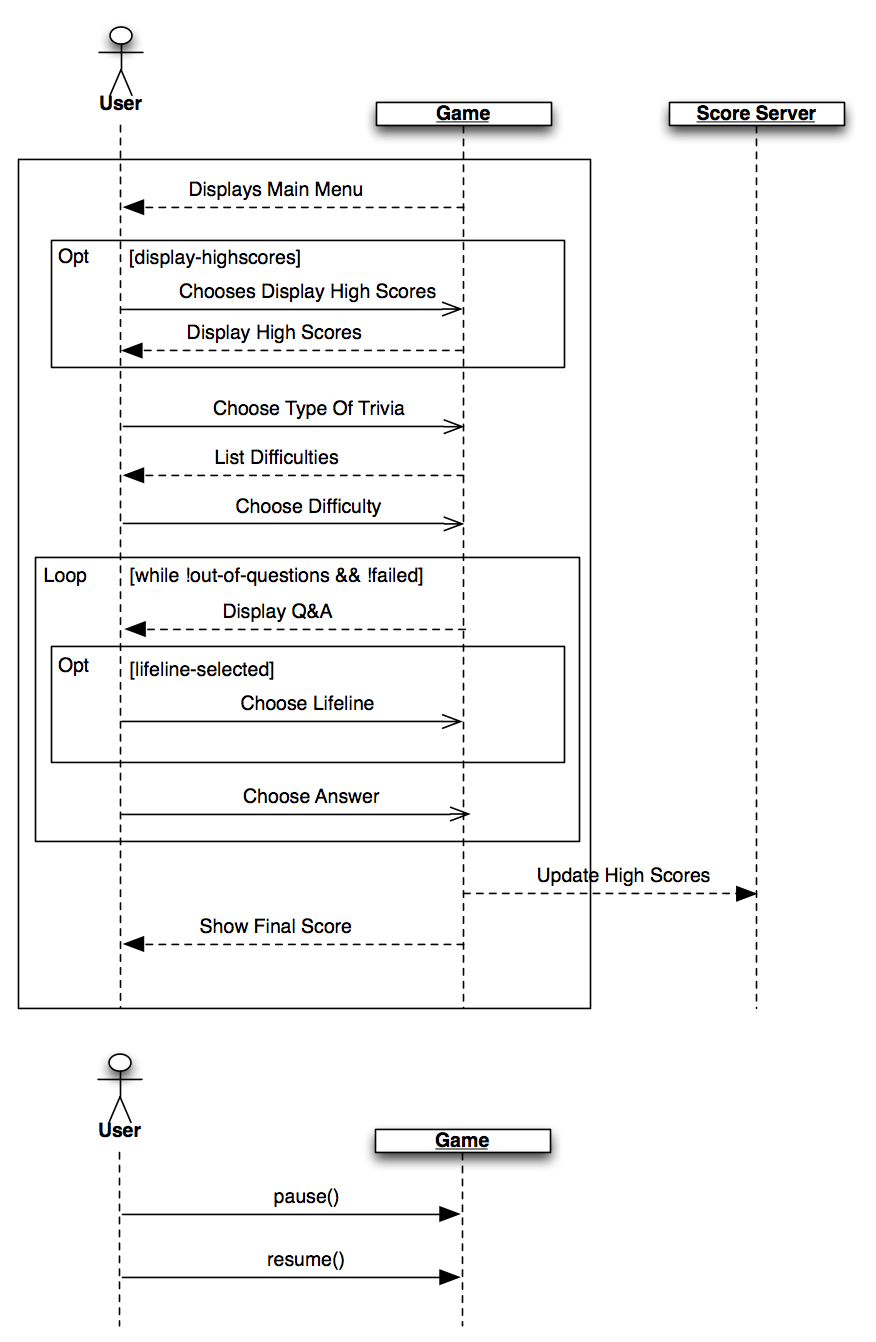 User
Game
Score Server
Displays Main Menu
Opt
[display-highscores]
Chooses Display High Scores
Display High Scores
Choose Type Of Trivia
List Difficulties
Choose Difficulty
Loop
[while !out-of-questions && !failed]
Display Q&A
Opt
[lifeline-selected]
Choose Lifeline
Choose Answer
Update High Scores
Show Final Score
User
Game
pause()
resume()